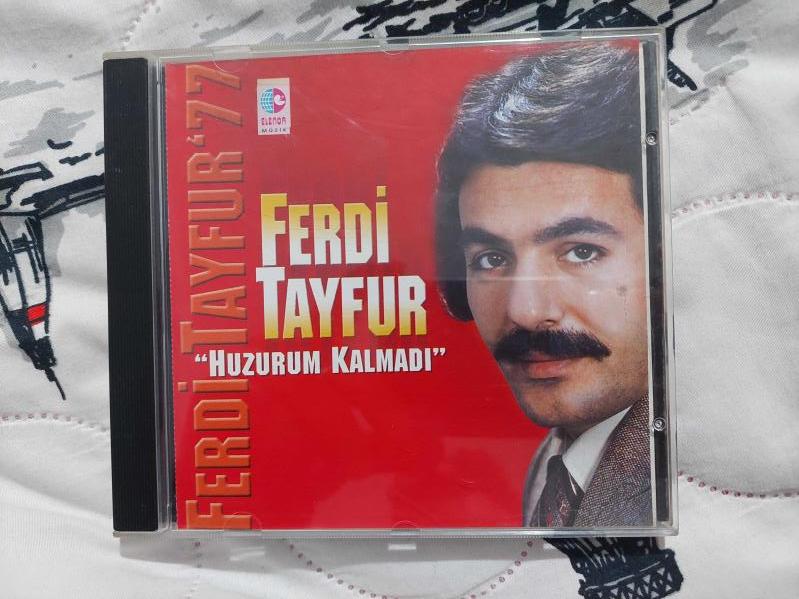 FERDİ TAYFUR'77
ELENOR
MÜZİK
FERDİ
TAYFUR
"HUZURUM KALMADI"